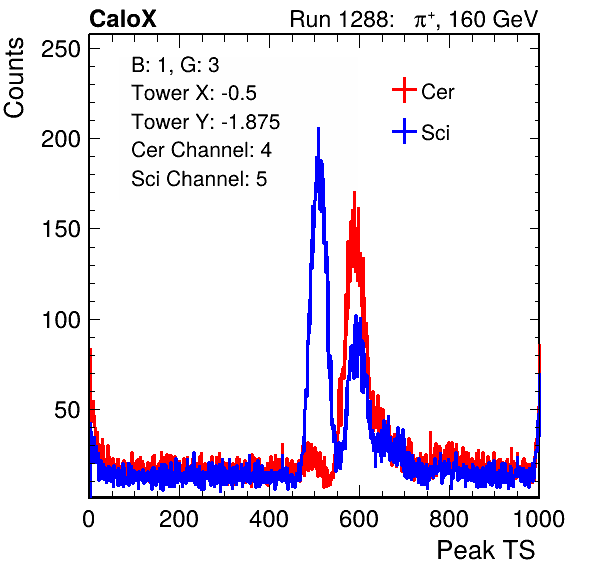 CaloX Run 1288: π⁺, 160 GeV
Counts
250
200
150
100
50
B: 1, G: 3
Tower X: -0.5
Tower Y: -1.875
Cer Channel: 4
Sci Channel: 5
Cer
Sci
0 200 400 600 800 1000
Peak TS